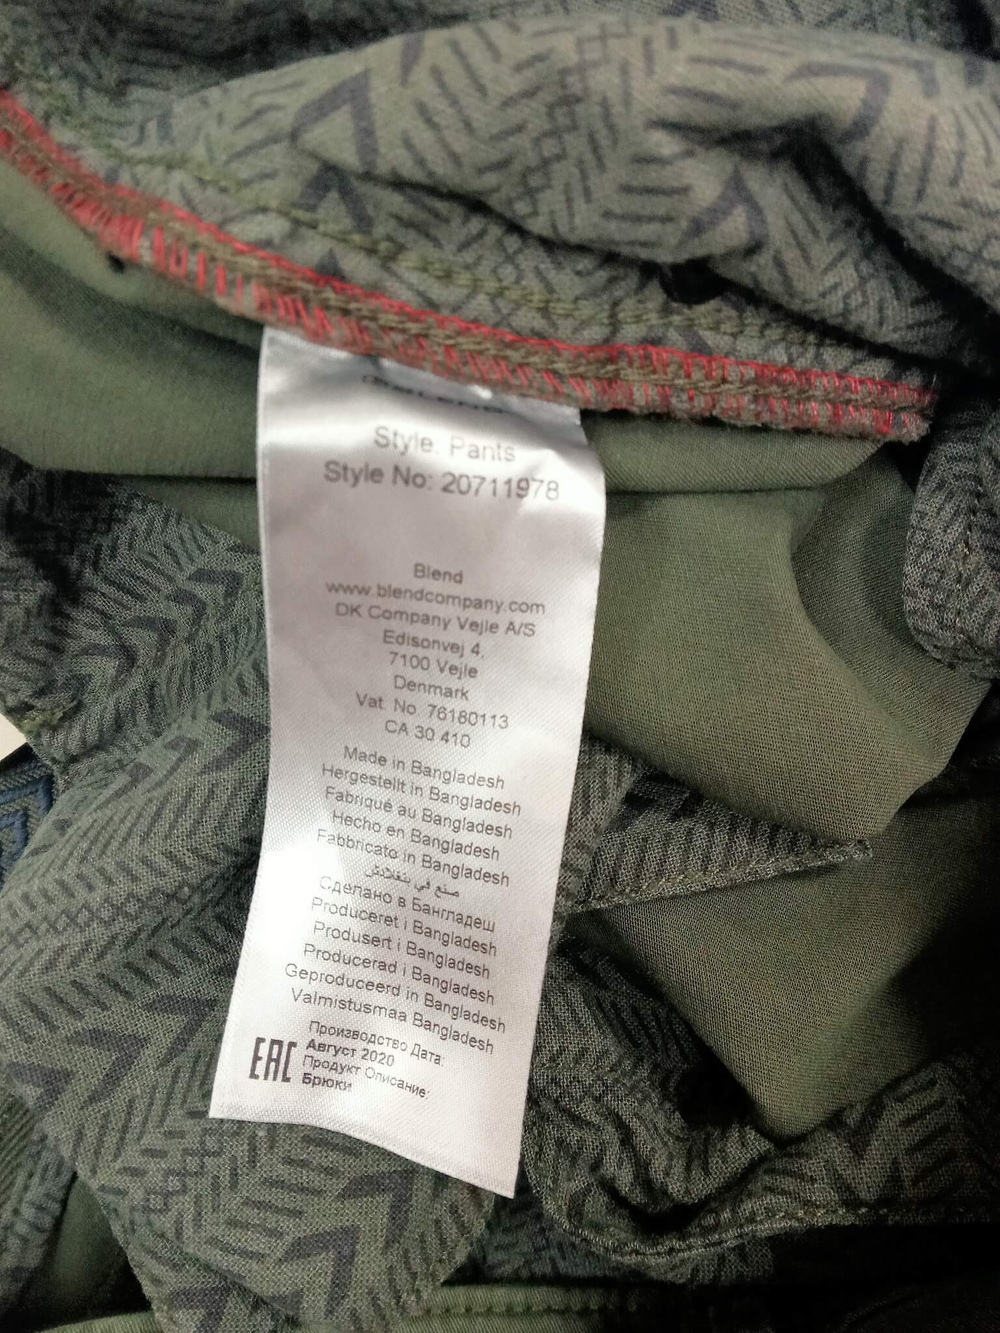 Style: Pants
Style No: 20711978
Blend
www.blendcompany.com
DK Company Vejle A/S
Edisonvej 4,
7100 Vejle
Denmark
Vat. No. 76180113
CA 30 410
Made in Bangladesh
Hergestellt in Bangladesh
Fabriqué au Bangladesh
Hecho en Bangladesh
Fabbricato in Bangladesh
صنع في بنغلاديش
Сделано в Бангладеш
Produceret i Bangladesh
Produsert i Bangladesh
Producerad i Bangladesh
Geproduceerd in Bangladesh
Valmistusmaa Bangladesh
EAC
Производство Дата:
Август 2020
Продукт Описание:
Брюки